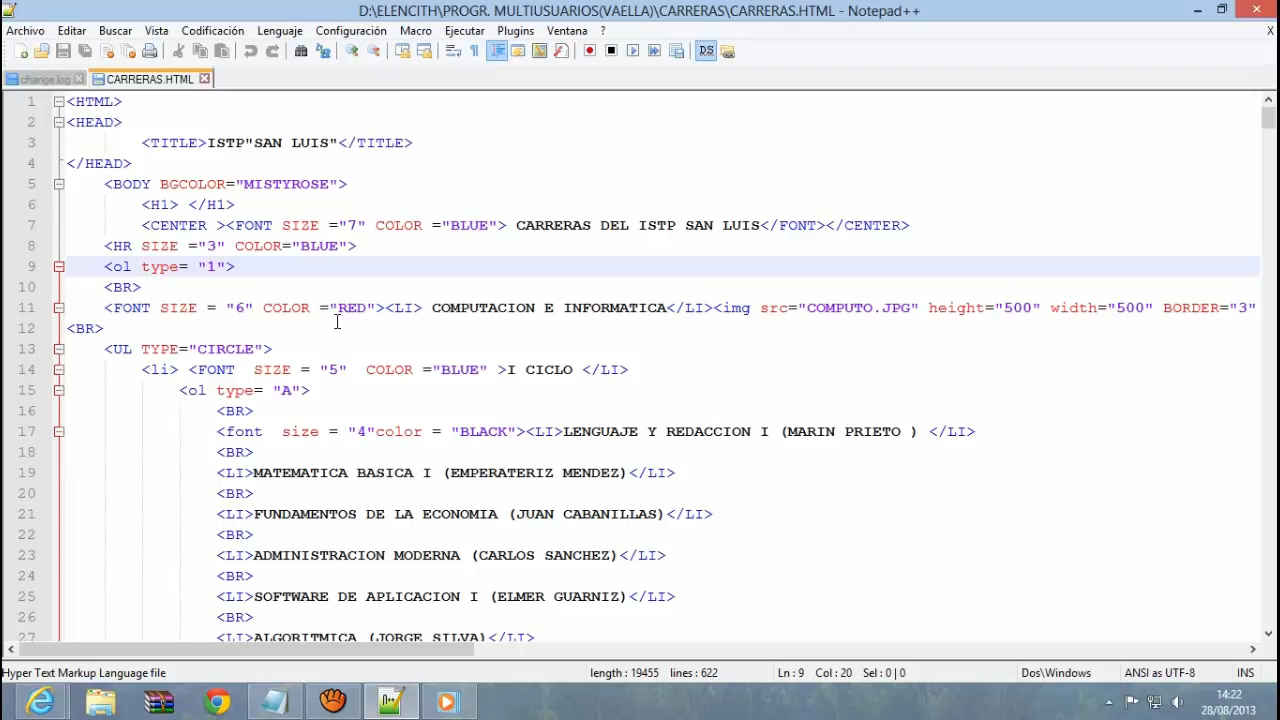 D:\ELENCITH\PROGR. MULTIUSUARIOS(VAELLA)\CARRERAS\CARRERAS.HTML - Notepad++
Archivo Editar Buscar Vista Codificación Lenguaje Configuración Macro Ejecutar Plugins Ventana ? X
change.log CARRERAS.HTML
1 <HTML>
2 <HEAD>
3 <TITLE>ISTP"SAN LUIS"</TITLE>
4 </HEAD>
5 <BODY BGCOLOR="MISTYROSE">
6 <H1> </H1>
7 <CENTER ><FONT SIZE ="7" COLOR ="BLUE"> CARRERAS DEL ISTP SAN LUIS</FONT></CENTER>
8 <HR SIZE ="3" COLOR="BLUE">
9 <ol type= "1">
10 <BR>
11 <FONT SIZE = "6" COLOR ="RED"><LI> COMPUTACION E INFORMATICA</LI><img src="COMPUTO.JPG" height="500" width="500" BORDER="3"
12 <BR>
13 <UL TYPE="CIRCLE">
14 <li> <FONT SIZE = "5" COLOR ="BLUE" >I CICLO </LI>
15 <ol type= "A">
16 <BR>
17 <font size = "4"color = "BLACK"><LI>LENGUAJE Y REDACCION I (MARIN PRIETO ) </LI>
18 <BR>
19 <LI>MATEMATICA BASICA I (EMPERATERIZ MENDEZ)</LI>
20 <BR>
21 <LI>FUNDAMENTOS DE LA ECONOMIA (JUAN CABANILLAS)</LI>
22 <BR>
23 <LI>ADMINISTRACION MODERNA (CARLOS SANCHEZ)</LI>
24 <BR>
25 <LI>SOFTWARE DE APLICACION I (ELMER GUARNIZ)</LI>
26 <BR>
27 <LI>ALGORITMICA (JORGE SILVA)</LI>
Hyper Text Markup Language file length : 19455 lines : 622 Ln : 9 Col : 20 Sel : 0 | 0 Dos\Windows ANSI as UTF-8 INS
14:22
28/08/2013